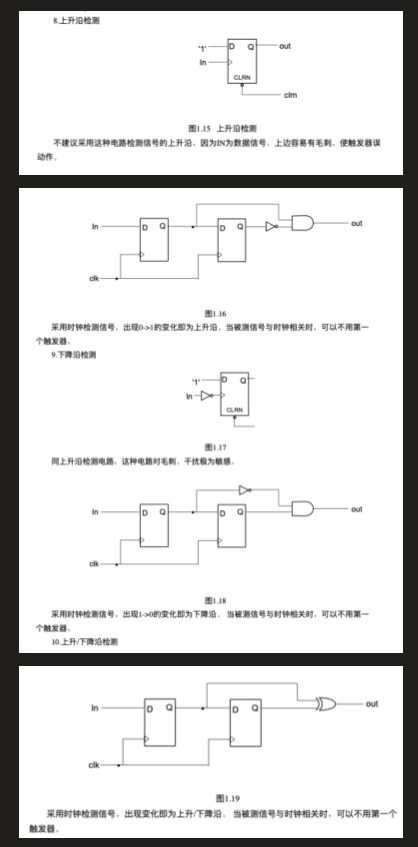 8.上升沿检测
'1'
D
Q
out
In
CLRN
clrn
图1.15 上升沿检测
不建议采用这种电路检测信号的上升沿，因为IN为数据信号，上边容易有毛刺，使触发器误
动作。
In
D
Q
D
Q
out
clk
图1.16
采用时钟检测信号，出现0->1的变化即为上升沿，当被测信号与时钟相关时，可以不用第一
个触发器。
9.下降沿检测
'1'
D
Q
In
CLRN
图1.17
同上升沿检测电路，这种电路对毛刺、干扰极为敏感。
In
D
Q
D
Q
out
clk
图1.18
采用时钟检测信号，出现1->0的变化即为下降沿。 当被测信号与时钟相关时，可以不用第一
个触发器。
10.上升/下降沿检测
In
D
Q
D
Q
out
clk
图1.19
采用时钟检测信号，出现变化即为上升/下降沿。 当被测信号与时钟相关时，可以不用第一个
触发器。